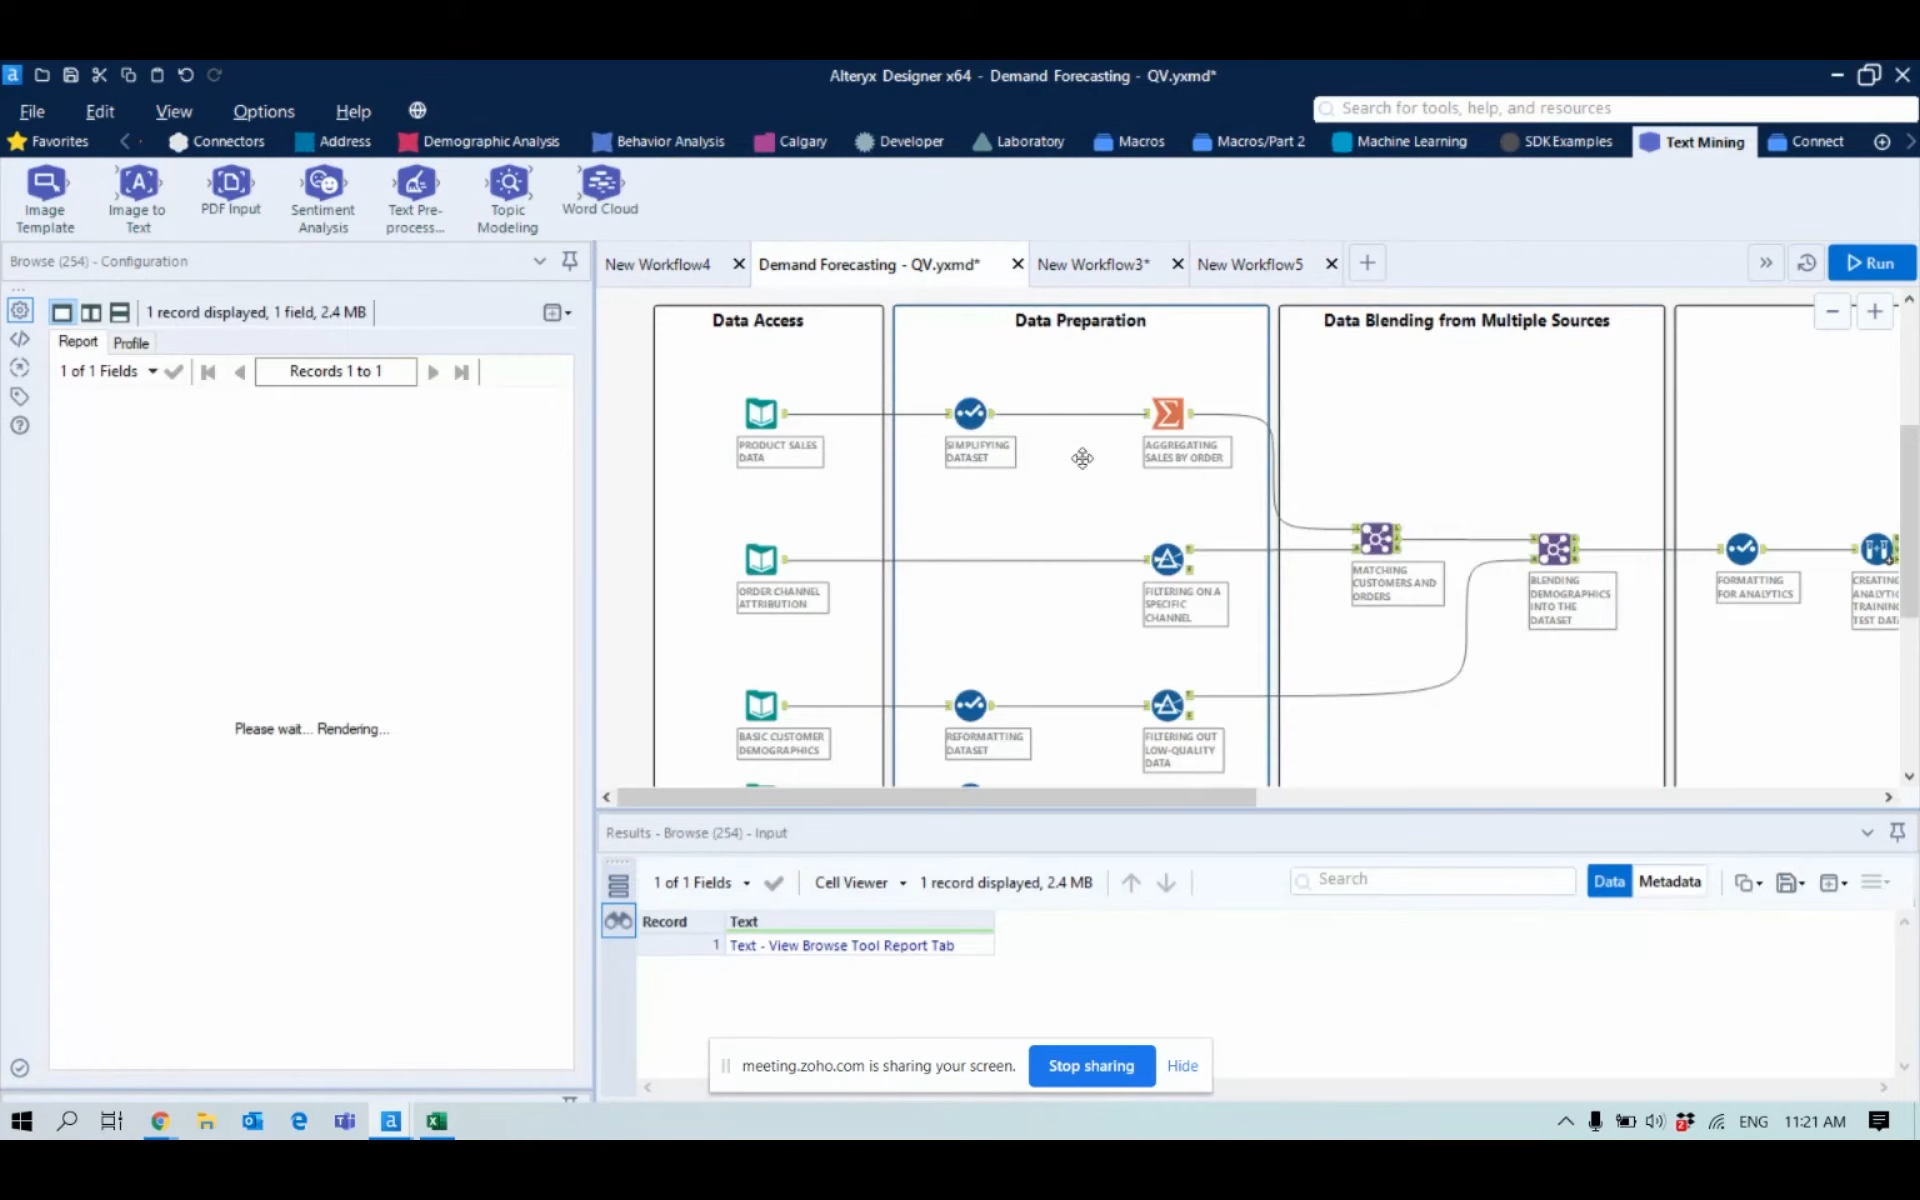 Alteryx Designer x64 - Demand Forecasting - QV.yxmd*
File Edit View Options Help
Search for tools, help, and resources
Favorites Connectors Address Demographic Analysis Behavior Analysis Calgary Developer Laboratory Macros Macros/Part 2 Machine Learning SDKExamples Text Mining Connect
Image
Template
Image to
Text
PDF Input
Sentiment
Analysis
Text Pre-
process...
Topic
Modeling
Word Cloud
Browse (254) - Configuration
New Workflow4 Demand Forecasting - QV.yxmd* New Workflow3* New Workflow5
Run
1 record displayed, 1 field, 2.4 MB
Report Profile
1 of 1 Fields Records 1 to 1
Please wait... Rendering...
Data Access Data Preparation Data Blending from Multiple Sources
PRODUCT SALES
DATA
SIMPLIFYING
DATASET
AGGREGATING
SALES BY ORDER
ORDER CHANNEL
ATTRIBUTION
FILTERING ON A
SPECIFIC
CHANNEL
MATCHING
CUSTOMERS AND
ORDERS
BLENDING
DEMOGRAPHICS
INTO THE
DATASET
FORMATTING
FOR ANALYTICS
CREATING
ANALYTIC
TRAINING
TEST DATA
BASIC CUSTOMER
DEMOGRAPHICS
REFORMATTING
DATASET
FILTERING OUT
LOW-QUALITY
DATA
Results - Browse (254) - Input
1 of 1 Fields Cell Viewer 1 record displayed, 2.4 MB Search Data Metadata
Record Text
1 Text - View Browse Tool Report Tab
meeting.zoho.com is sharing your screen. Stop sharing Hide
ENG 11:21 AM